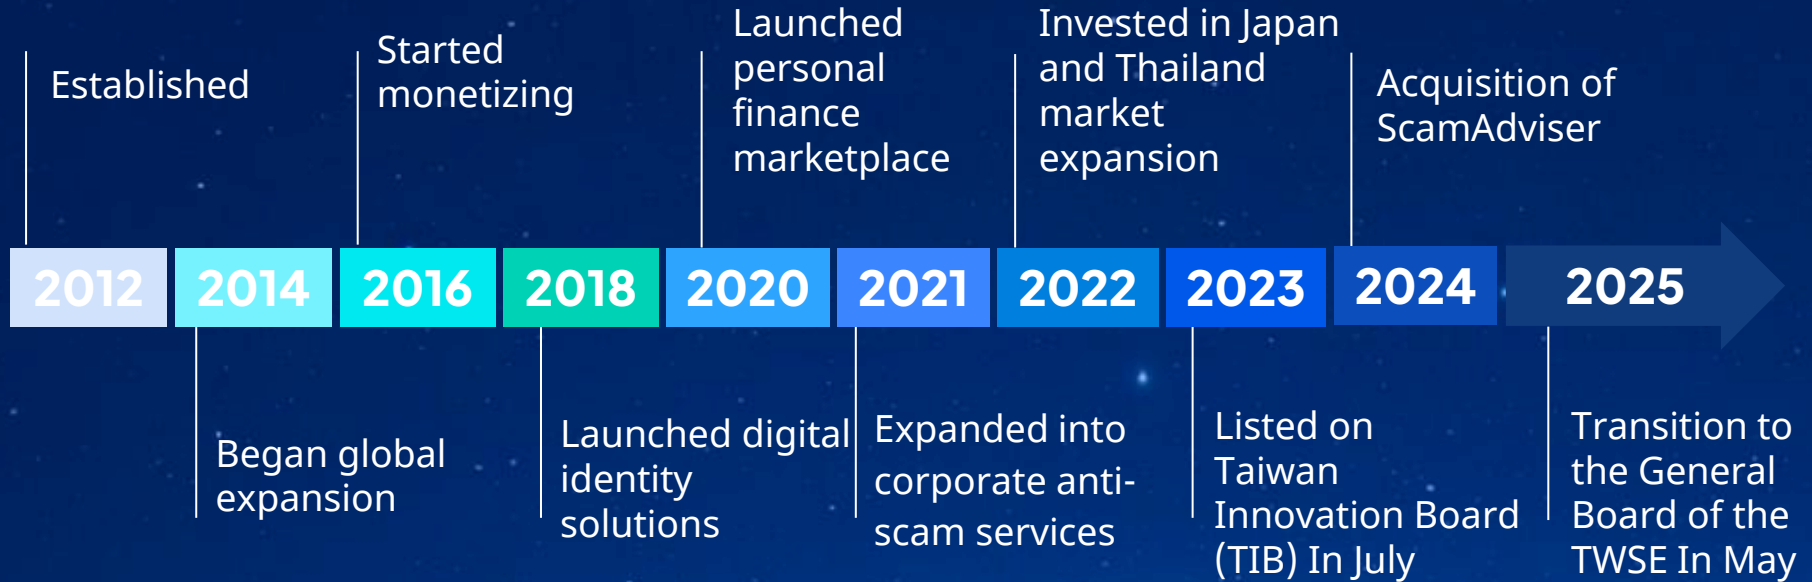 Established
Started
monetizing
Launched
personal
finance
marketplace
Invested in Japan
and Thailand
market
expansion
Acquisition of
ScamAdviser
2012
2014
2016
2018
2020
2021
2022
2023
2024
2025
Began global
expansion
Launched digital
identity
solutions
Expanded into
corporate anti-
scam services
Listed on
Taiwan
Innovation Board
(TIB) In July
Transition to
the General
Board of the
TWSE In May